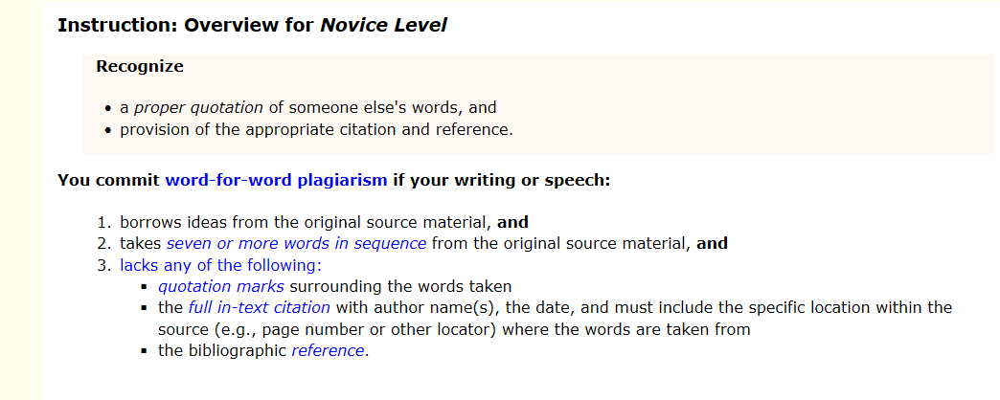 Instruction: Overview for Novice Level
Recognize
• a proper quotation of someone else's words, and
• provision of the appropriate citation and reference.
You commit word-for-word plagiarism if your writing or speech:
1. borrows ideas from the original source material, and
2. takes seven or more words in sequence from the original source material, and
3. lacks any of the following:
▪ quotation marks surrounding the words taken
▪ the full in-text citation with author name(s), the date, and must include the specific location within the
source (e.g., page number or other locator) where the words are taken from
▪ the bibliographic reference.